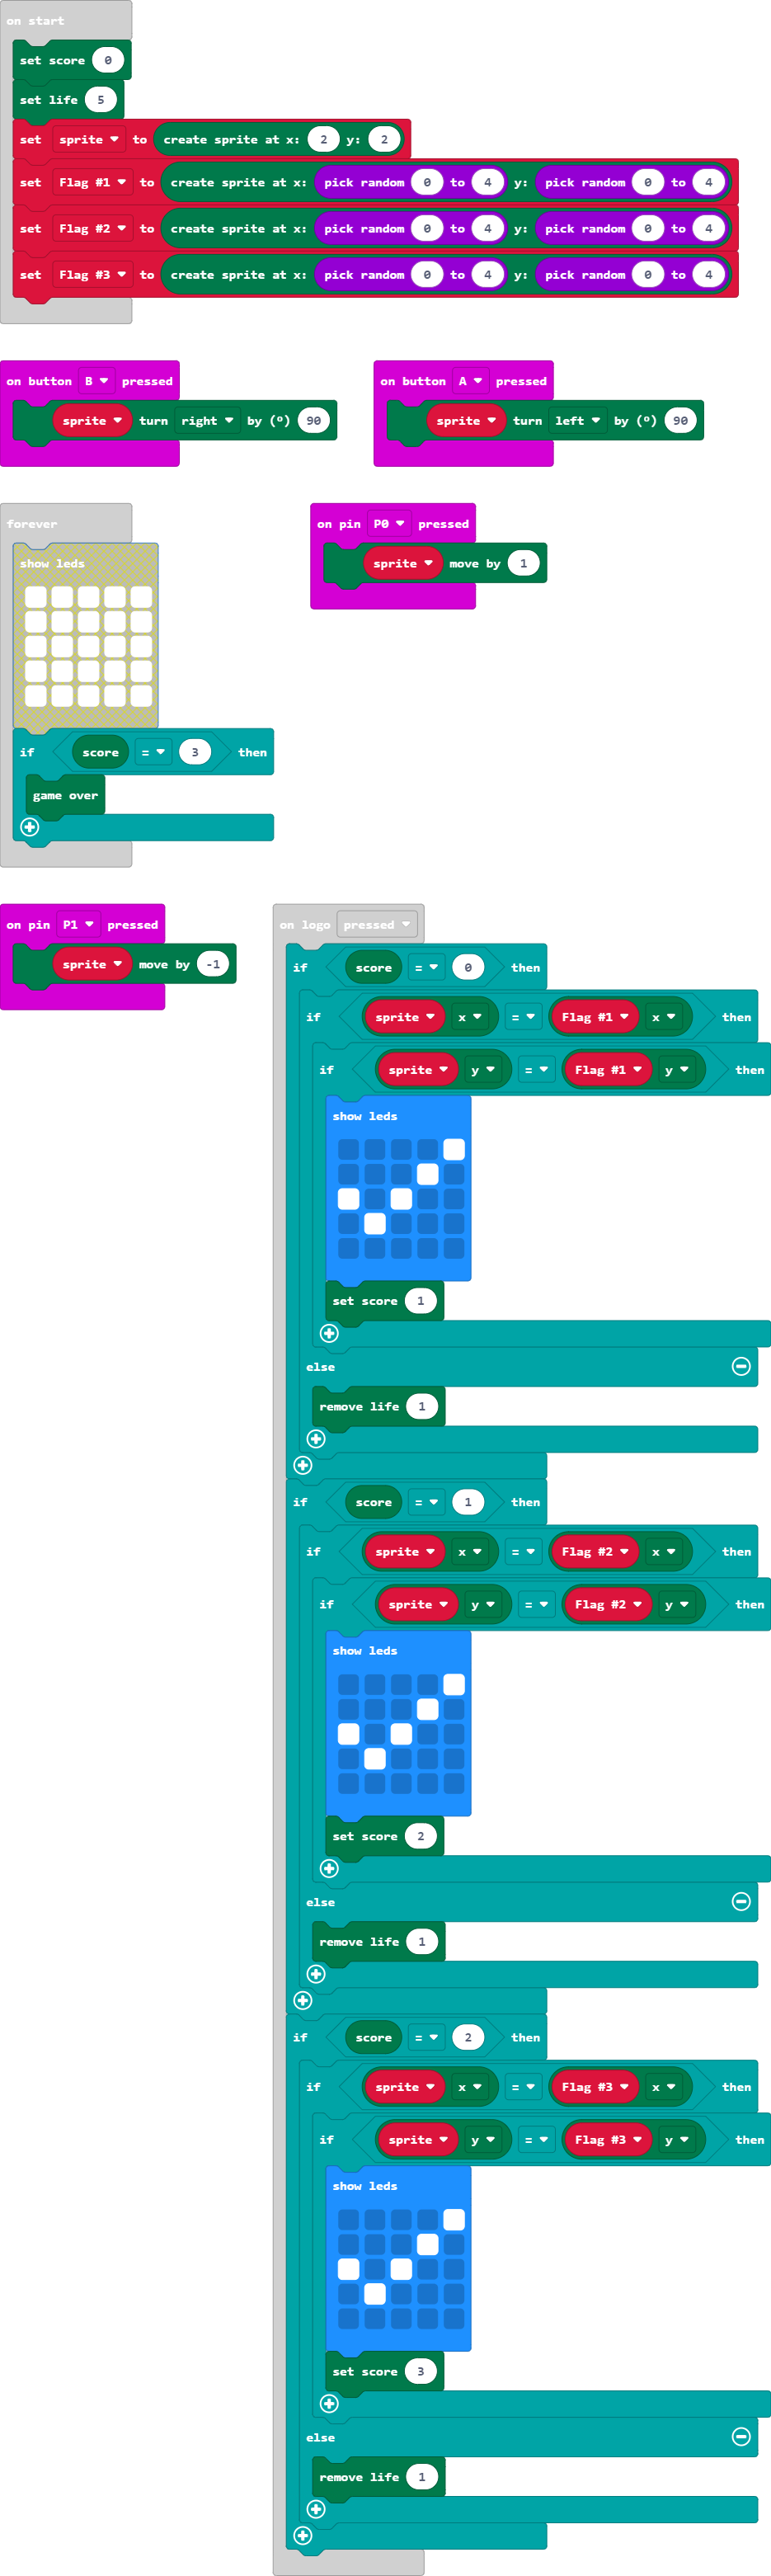 on start
set score 0
set life 5
set sprite to create sprite at x: 2 y: 2
set Flag #1 to create sprite at x: pick random 0 to 4 y: pick random 0 to 4
set Flag #2 to create sprite at x: pick random 0 to 4 y: pick random 0 to 4
set Flag #3 to create sprite at x: pick random 0 to 4 y: pick random 0 to 4
on button B pressed
sprite turn right by (º) 90
on button A pressed
sprite turn left by (º) 90
forever
show leds
if score = 3 then
game over
on pin P0 pressed
sprite move by 1
on pin P1 pressed
sprite move by -1
on logo pressed
if score = 0 then
if sprite x = Flag #1 x then
if sprite y = Flag #1 y then
show leds
set score 1
else
remove life 1
if score = 1 then
if sprite x = Flag #2 x then
if sprite y = Flag #2 y then
show leds
set score 2
else
remove life 1
if score = 2 then
if sprite x = Flag #3 x then
if sprite y = Flag #3 y then
show leds
set score 3
else
remove life 1